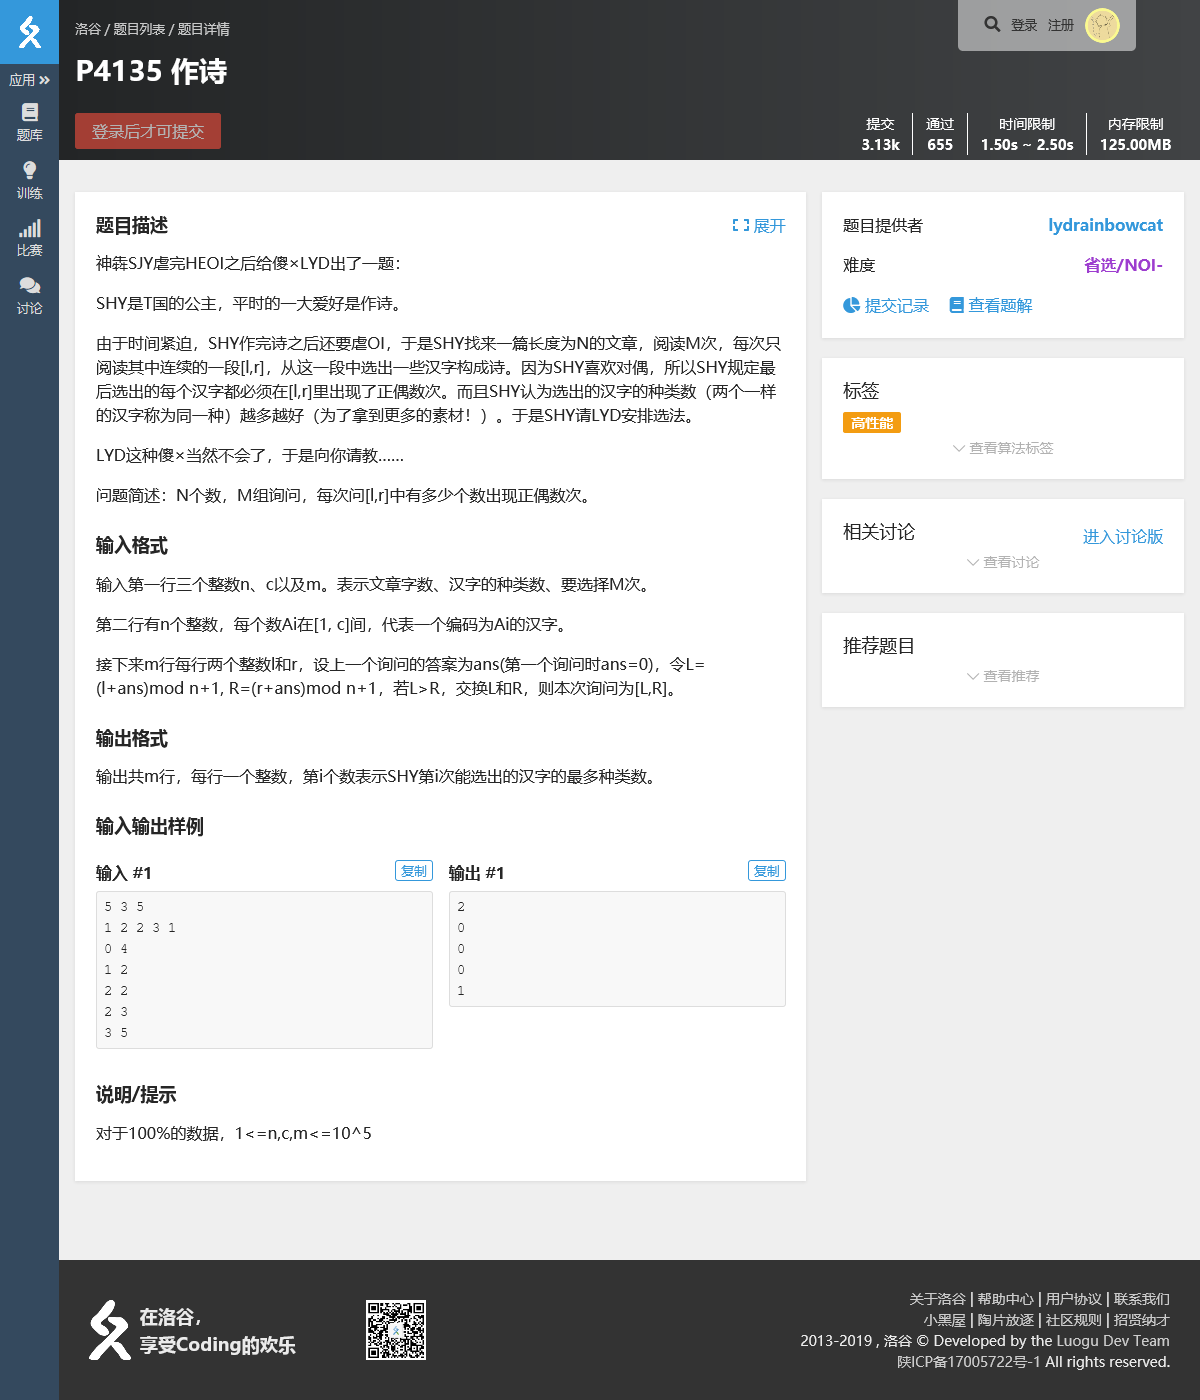 洛谷 / 题目列表 / 题目详情
登录 注册
P4135 作诗
登录后才可提交
提交 通过 时间限制 内存限制
3.13k 655 1.50s ~ 2.50s 125.00MB
应用
题库
训练
比赛
讨论
题目描述
展开
神犇SJY虐完HEOI之后给傻×LYD出了一题：
SHY是T国的公主，平时的一大爱好是作诗。
由于时间紧迫，SHY作完诗之后还要虐OI，于是SHY找来一篇长度为N的文章，阅读M次，每次只
阅读其中连续的一段[l,r]，从这一段中选出一些汉字构成诗。因为SHY喜欢对偶，所以SHY规定最
后选出的每个汉字都必须在[l,r]里出现了正偶数次。而且SHY认为选出的汉字的种类数（两个一样
的汉字称为同一种）越多越好（为了拿到更多的素材！）。于是SHY请LYD安排选法。
LYD这种傻×当然不会了，于是向你请教……
问题简述：N个数，M组询问，每次问[l,r]中有多少个数出现正偶数次。
输入格式
输入第一行三个整数n、c以及m。表示文章字数、汉字的种类数、要选择M次。
第二行有n个整数，每个数Ai在[1, c]间，代表一个编码为Ai的汉字。
接下来m行每行两个整数l和r，设上一个询问的答案为ans(第一个询问时ans=0)，令L=
(l+ans)mod n+1, R=(r+ans)mod n+1，若L>R，交换L和R，则本次询问为[L,R]。
输出格式
输出共m行，每行一个整数，第i个数表示SHY第i次能选出的汉字的最多种类数。
输入输出样例
输入 #1
复制
5 3 5
1 2 2 3 1
0 4
1 2
2 2
2 3
3 5
输出 #1
复制
2
0
0
0
1
说明/提示
对于100%的数据，1<=n,c,m<=10^5
题目提供者 lydrainbowcat
难度 省选/NOI-
提交记录 查看题解
标签
高性能
查看算法标签
相关讨论 进入讨论版
查看讨论
推荐题目
查看推荐
在洛谷，
享受Coding的欢乐
关于洛谷 | 帮助中心 | 用户协议 | 联系我们
小黑屋 | 陶片放逐 | 社区规则 | 招贤纳才
2013-2019 , 洛谷 © Developed by the Luogu Dev Team
陕ICP备17005722号-1 All rights reserved.